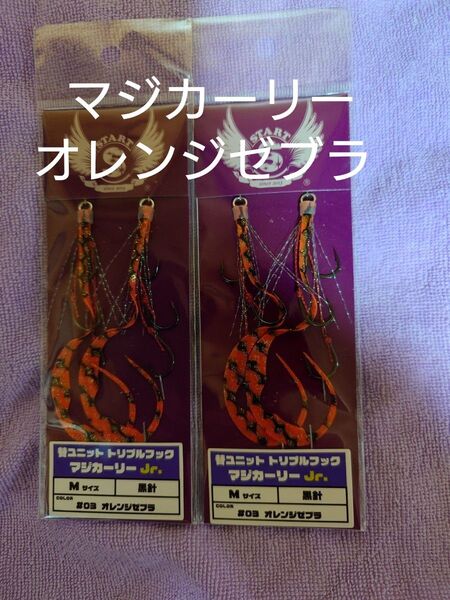 マジカーリー
オレンジゼブラ
START
START
since 2013
®
替ユニット トリプルフック
マジカーリー Jr.
M サイズ 黒針
COLOR
#03 オレンジゼブラ
替ユニット トリプルフック
マジカーリー Jr.
M サイズ 黒針
COLOR
#03 オレンジゼブラ